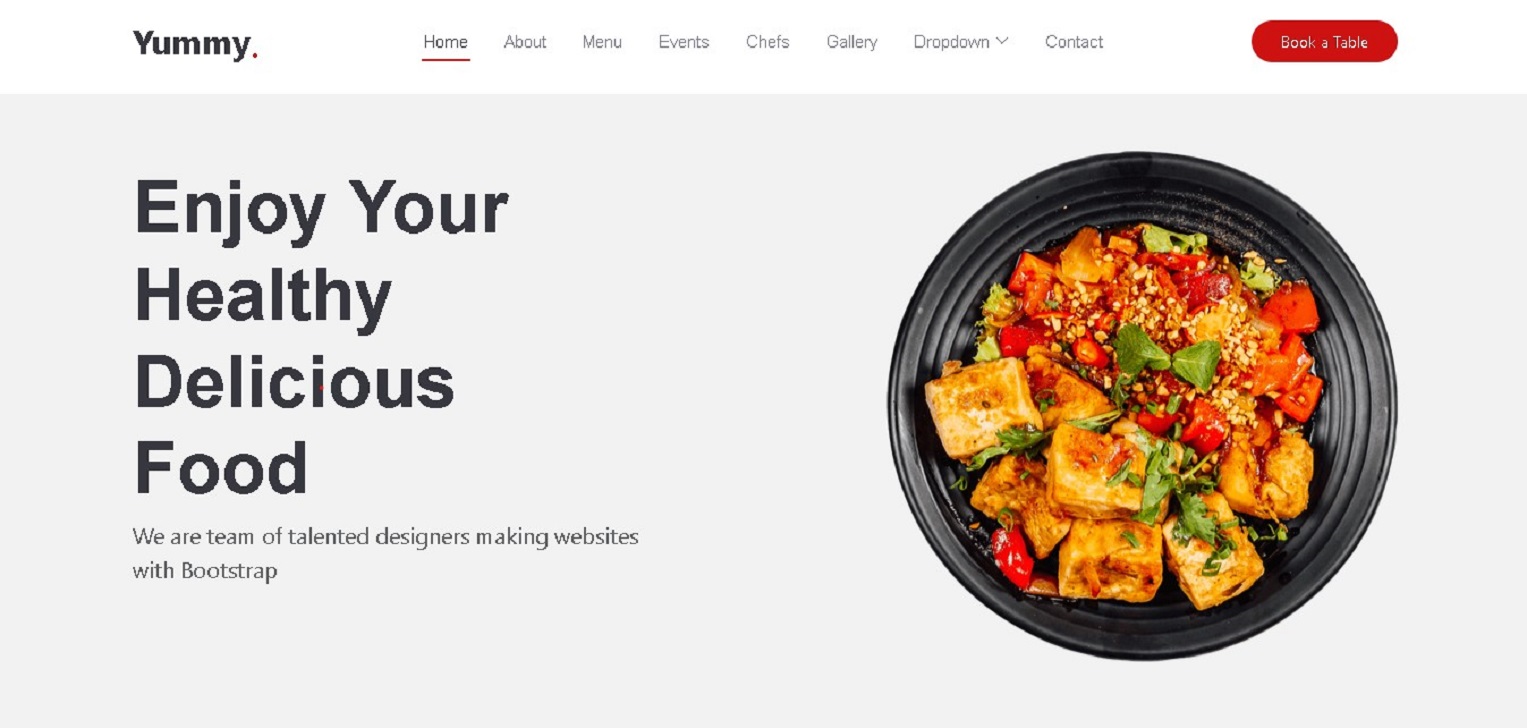 Yummy.
Home About Menu Events Chefs Gallery Dropdown Contact
Book a Table
Enjoy Your
Healthy
Delicious
Food
We are team of talented designers making websites
with Bootstrap